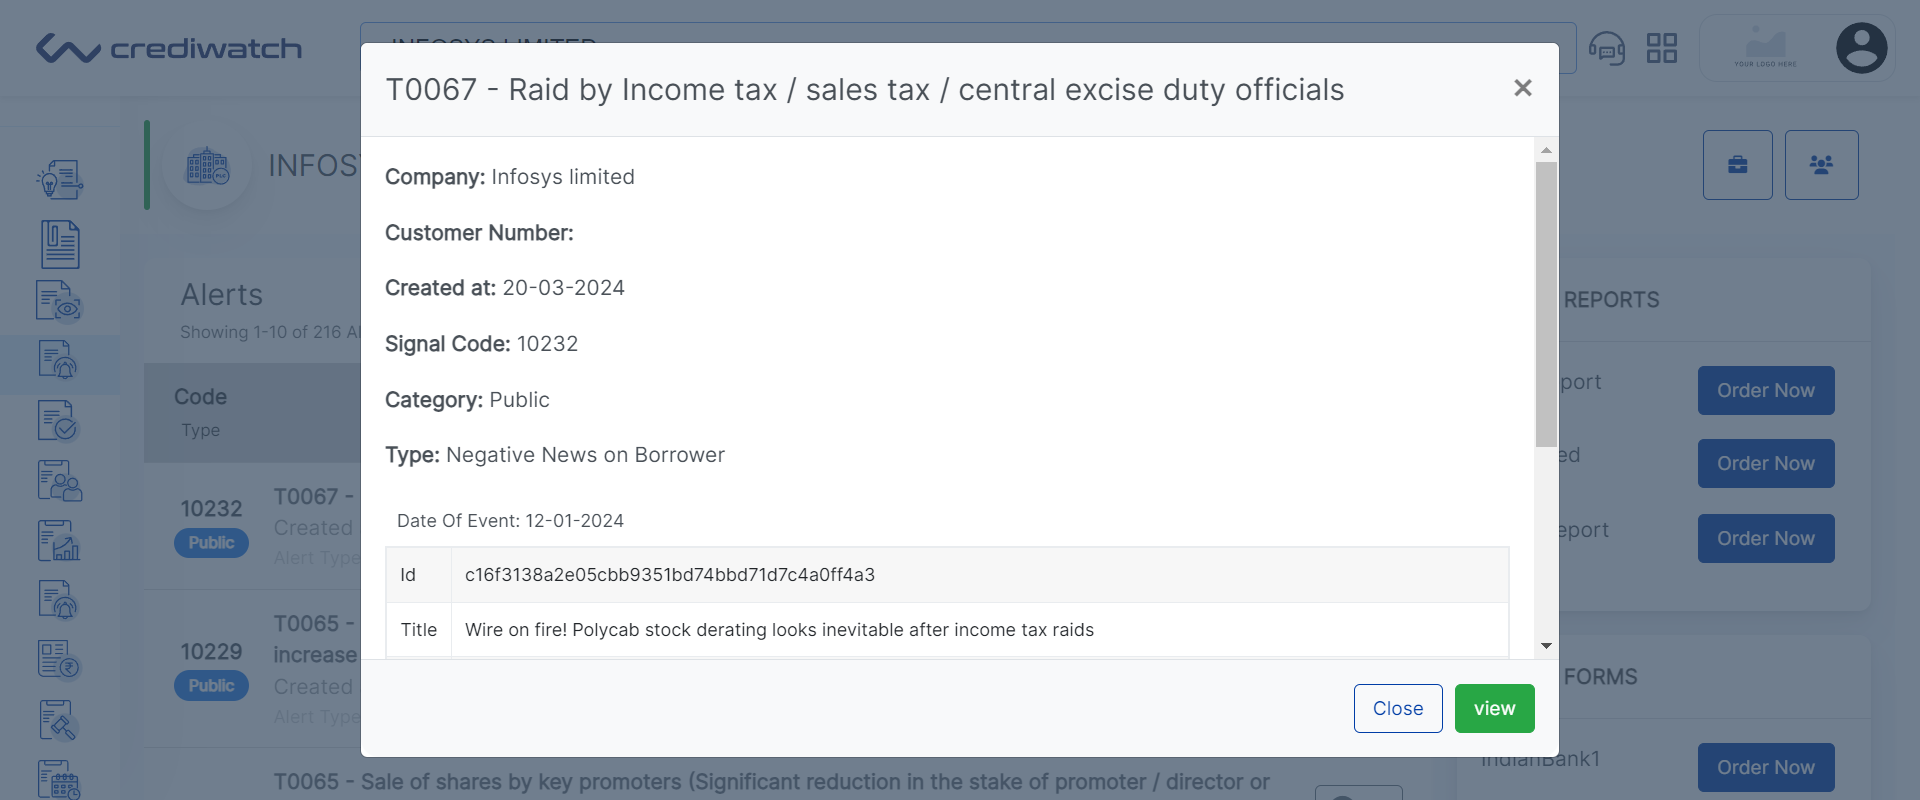 crediwatch
INFOSYS LIMITED
YOUR LOGO HERE
T0067 - Raid by Income tax / sales tax / central excise duty officials
×
Company: Infosys limited
Customer Number:
Created at: 20-03-2024
Signal Code: 10232
Category: Public
Type: Negative News on Borrower
Date Of Event: 12-01-2024
Id c16f3138a2e05cbb9351bd74bbd71d7c4a0ff4a3
Title Wire on fire! Polycab stock derating looks inevitable after income tax raids
Close
view
INFOS
PLC
Alerts
Showing 1-10 of 216 Al
Code
Type
10232
Public
T0067 -
Created
Alert Type
10229
Public
T0065 -
increase
Created
Alert Type
T0065 - Sale of shares by key promoters (Significant reduction in the stake of promoter / director or
REPORTS
port
Order Now
ed
Order Now
eport
Order Now
FORMS
IndianBank1
Order Now